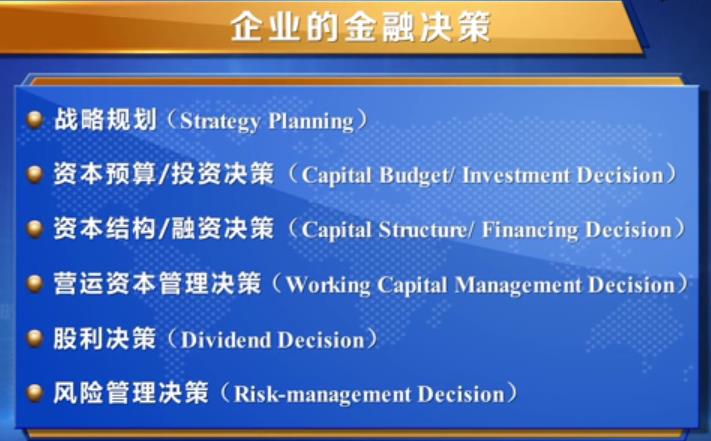 企业的金融决策
战略规划（Strategy Planning）
资本预算/投资决策（Capital Budget/ Investment Decision）
资本结构/融资决策（Capital Structure/ Financing Decision）
营运资本管理决策（Working Capital Management Decision）
股利决策（Dividend Decision）
风险管理决策（Risk-management Decision）